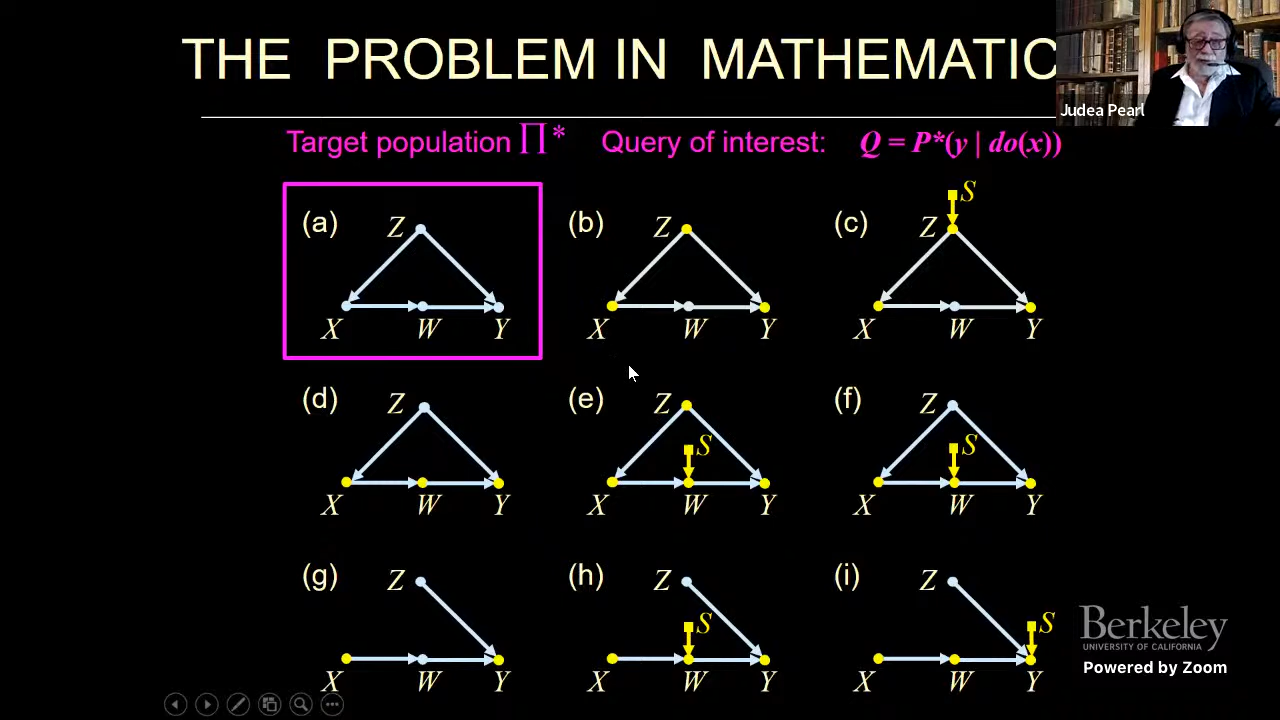 THE PROBLEM IN MATHEMATIC
Judea Pearl
Target population ∏* Query of interest: Q = P*(y | do(x))
(a) Z X W Y
(b) Z X W Y
(c) S Z X W Y
(d) Z X W Y
(e) Z S X W Y
(f) Z S X W Y
(g) Z X W Y
(h) Z S X W Y
(i) Z S X W Y
Berkeley
UNIVERSITY OF CALIFORNIA
Powered by Zoom